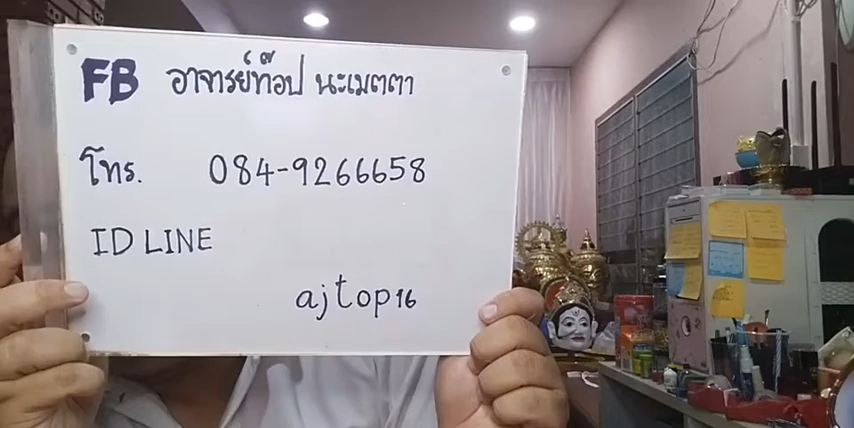 FB อาจารย์ท๊อป นะเมตตา
โทร. 084-9266658
ID LINE
ajtop16